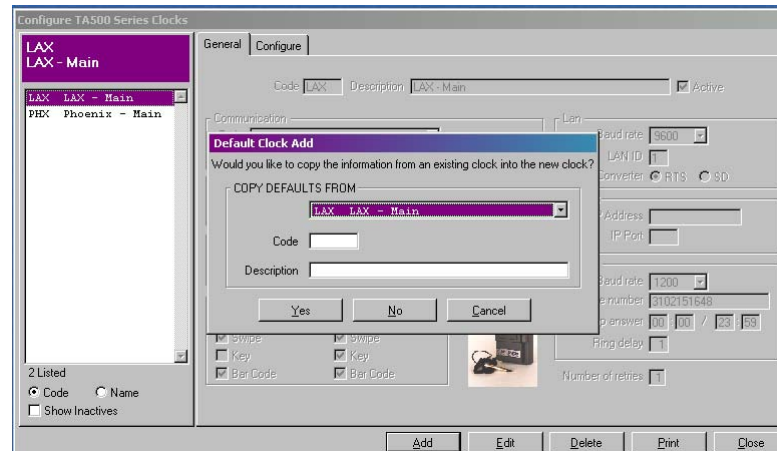 Configure TA500 Series Clocks
LAX
LAX - Main
LAX LAX - Main
PHX Phoenix - Main
2 Listed
Code Name
Show Inactives
General Configure
Code LAX Description LAX - Main Active
Communication
Lan
Baud rate 9600
LAN ID 1
Converter RTS SD
Address
IP Port
Baud rate 1200
number 3102151648
answer 00 : 00 / 23 : 59
Ring delay 1
Number of retries 1
Swipe Swipe
Key Key
Bar Code Bar Code
Default Clock Add
Would you like to copy the information from an existing clock into the new clock?
COPY DEFAULTS FROM
LAX LAX - Main
Code
Description
Yes No Cancel
Add Edit Delete Print Close